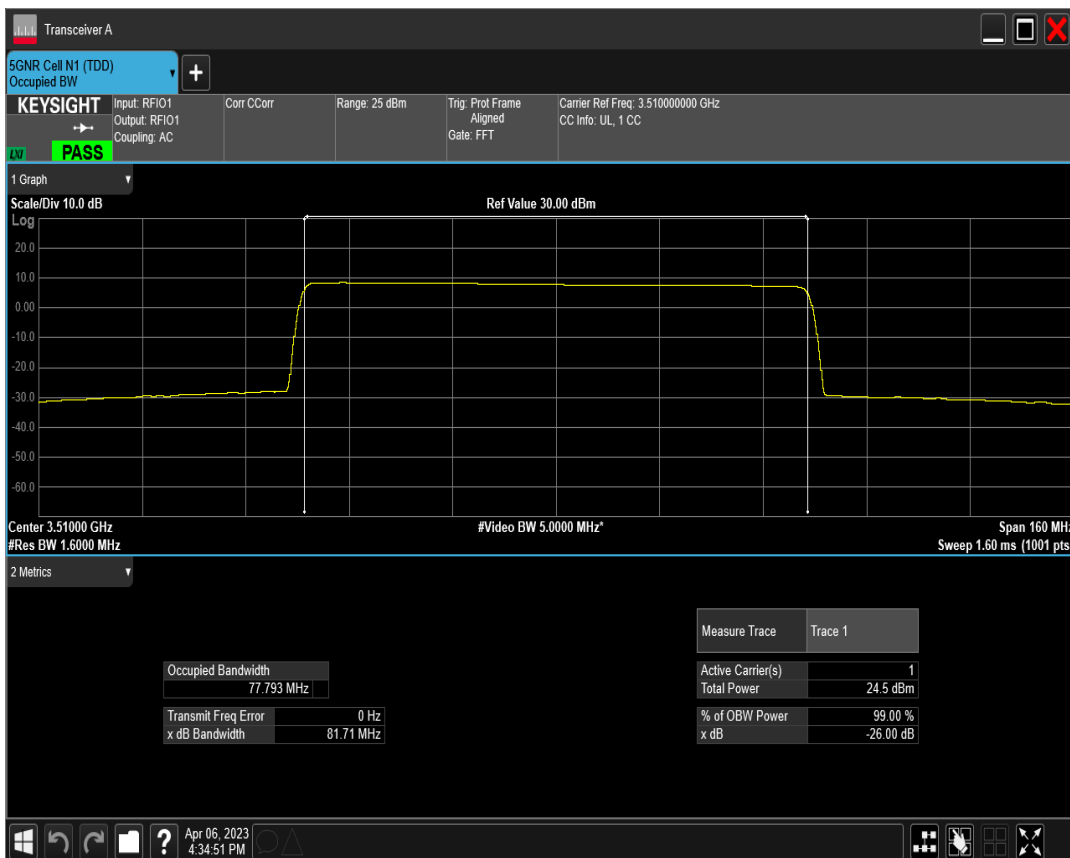 Transceiver A
5GNR Cell N1 (TDD)
Occupied BW
KEYSIGHT
LXI
PASS
Input: RFIO1
Output: RFIO1
Coupling: AC
Corr CCorr
Range: 25 dBm
Trig: Prot Frame
Aligned
Gate: FFT
Carrier Ref Freq: 3.510000000 GHz
CC Info: UL, 1 CC
1 Graph
Scale/Div 10.0 dB
Ref Value 30.00 dBm
Log
20.0
10.0
0.00
-10.0
-20.0
-30.0
-40.0
-50.0
-60.0
Center 3.51000 GHz
#Video BW 5.0000 MHz*
Span 160 MHz
#Res BW 1.6000 MHz
Sweep 1.60 ms (1001 pts
2 Metrics
Measure Trace Trace 1
Occupied Bandwidth
77.793 MHz
Active Carrier(s) 1
Total Power 24.5 dBm
Transmit Freq Error 0 Hz
x dB Bandwidth 81.71 MHz
% of OBW Power 99.00 %
x dB -26.00 dB
?
Apr 06, 2023
4:34:51 PM